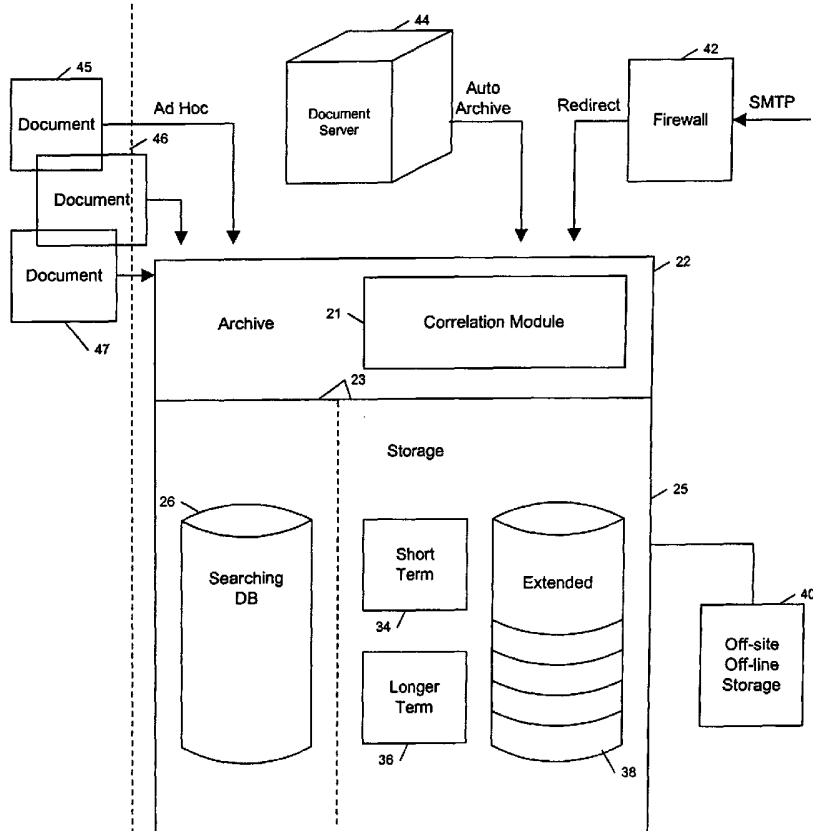 44
45
42
Document
Ad Hoc
Document
Server
Auto
Archive
Redirect
Firewall
SMTP
46
Document
Document
47
22
Archive
21
Correlation Module
23
Storage
26
25
Searching
DB
Short
Term
34
Extended
40
Off-site
Off-line
Storage
Longer
Term
36
38